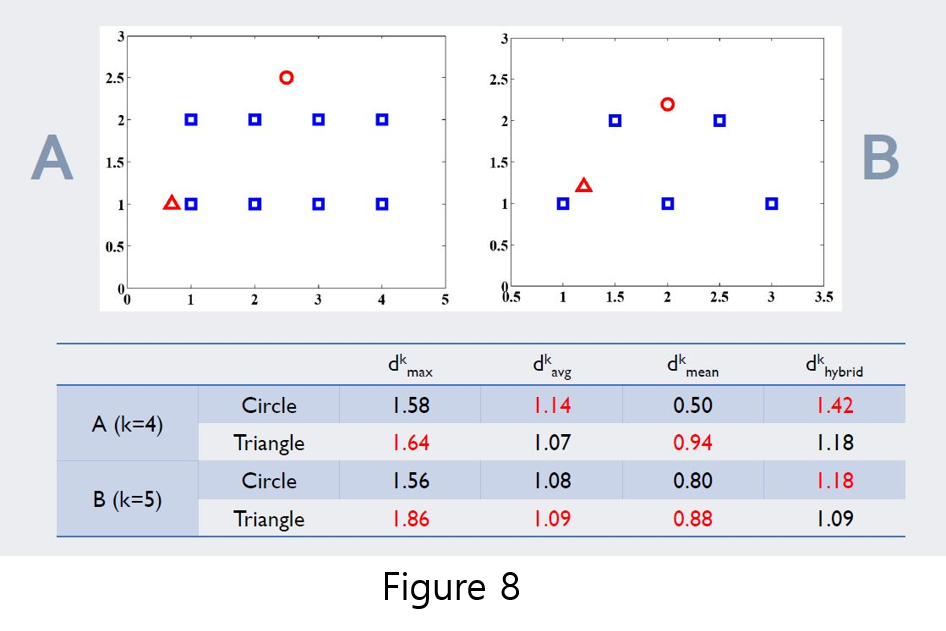 A
3
2.5
2
1.5
1
0.5
0
0 1 2 3 4 5
3
2.5
2
1.5
1
0.5
0
0.5 1 1.5 2 2.5 3 3.5
B
dᵏmax dᵏavg dᵏmean dᵏhybrid
A (k=4)
Circle 1.58 1.14 0.50 1.42
Triangle 1.64 1.07 0.94 1.18
B (k=5)
Circle 1.56 1.08 0.80 1.18
Triangle 1.86 1.09 0.88 1.09
Figure 8